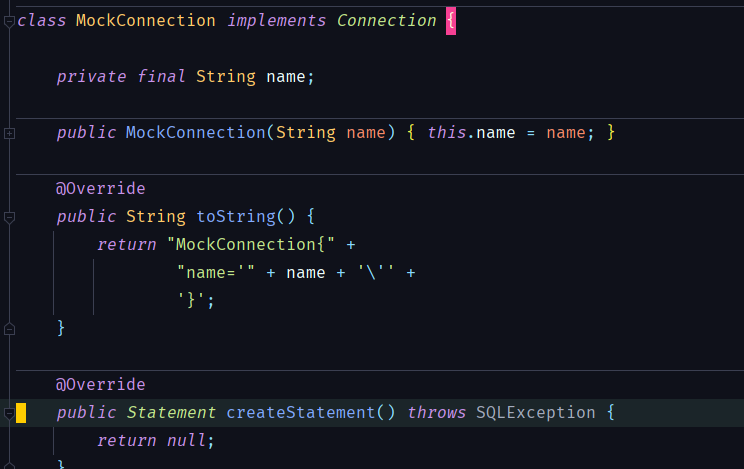 class MockConnection implements Connection {
private final String name;
public MockConnection(String name) { this.name = name; }
@Override
public String toString() {
return "MockConnection{" +
"name='" + name + '\'' +
'}';
}
@Override
public Statement createStatement() throws SQLException {
return null;
}